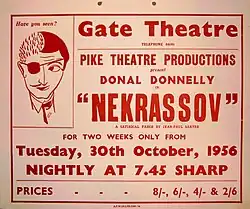 Have you seen?
Gate Theatre
PIKE THEATRE PRODUCTIONS
present
DONAL DONNELLY
in
"NEKRASSOV"
A SATIRICAL FARCE BY JEAN-PAUL SARTRE
FOR TWO WEEKS ONLY FROM
Tuesday, 30th October, 1956
NIGHTLY AT 7.45 SHARP
PRICES - - - 8/-, 6/-, 4/- & 2/6